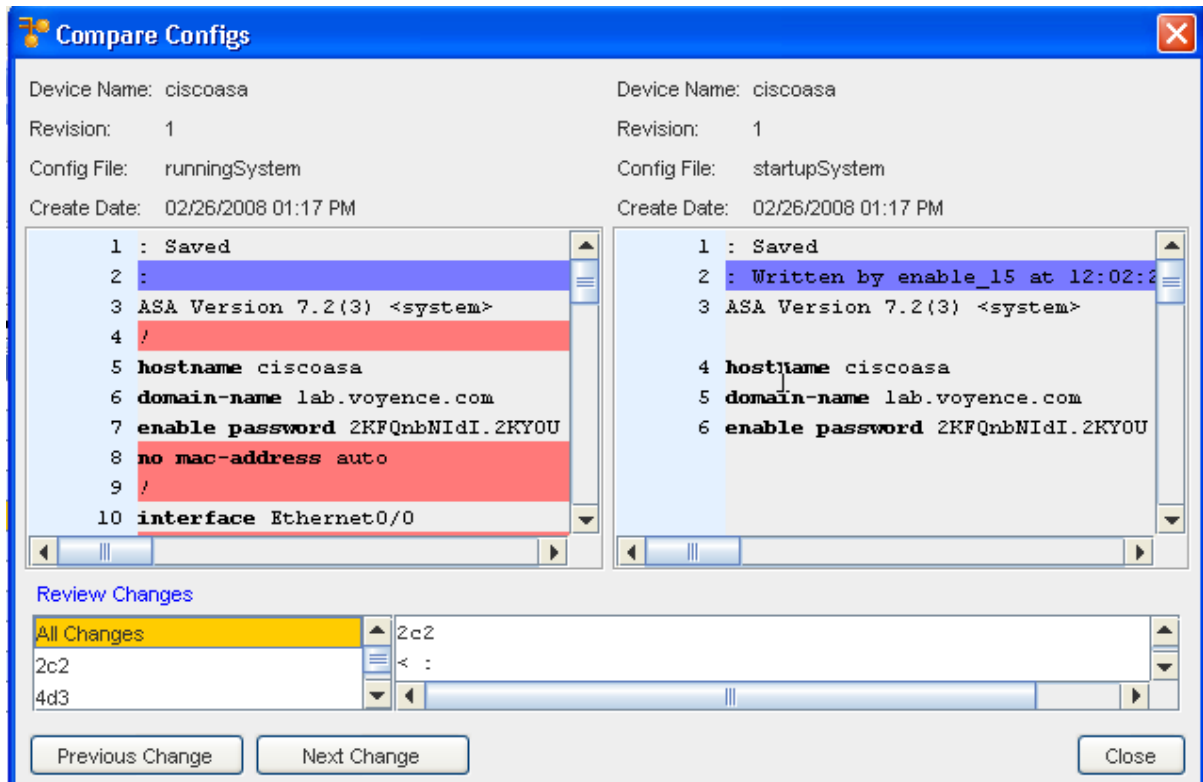 Compare Configs
Device Name: ciscoasa
Revision: 1
Config File: runningSystem
Create Date: 02/26/2008 01:17 PM
Device Name: ciscoasa
Revision: 1
Config File: startupSystem
Create Date: 02/26/2008 01:17 PM
1 : Saved
2 :
3 ASA Version 7.2(3) <system>
4 !
5 hostname ciscoasa
6 domain-name lab.voyence.com
7 enable password 2KFQnbNIdI.2KYOU
8 no mac-address auto
9 !
10 interface Ethernet0/0
1 : Saved
2 : Written by enable_15 at 12:02:2
3 ASA Version 7.2(3) <system>
4 hostname ciscoasa
5 domain-name lab.voyence.com
6 enable password 2KFQnbNIdI.2KYOU
Review Changes
All Changes
2c2
4d3
2c2
< :
Previous Change
Next Change
Close